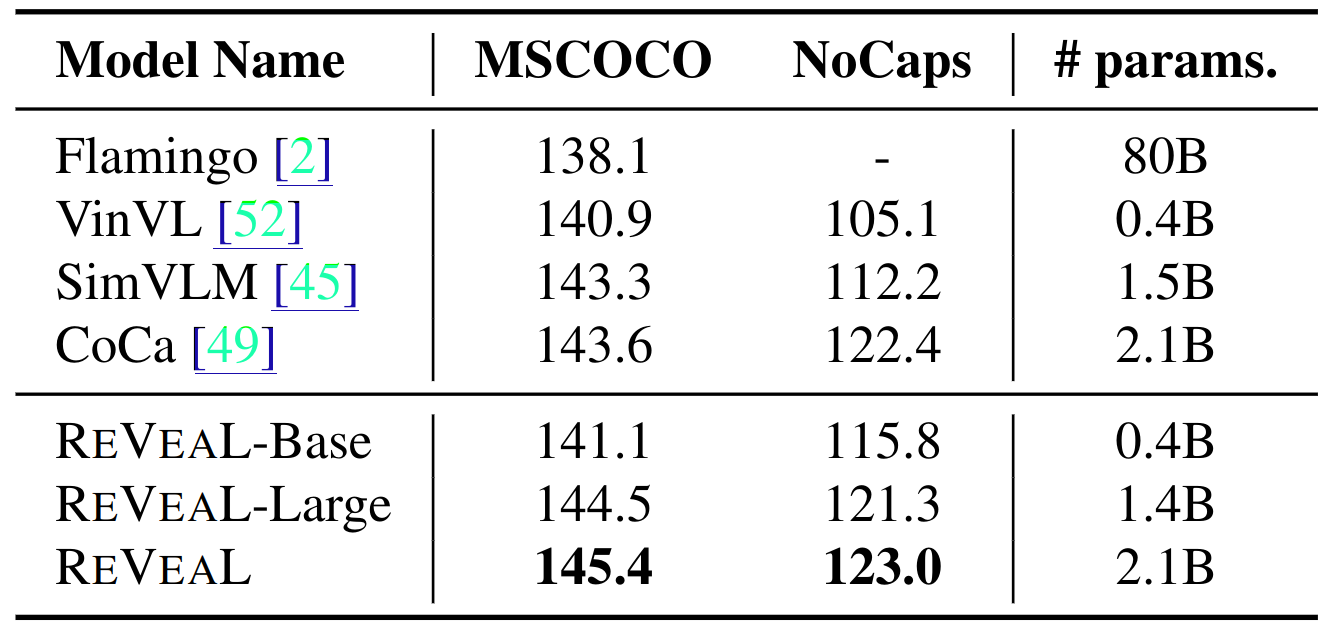 Model Name MSCOCO NoCaps # params.
Flamingo [2] 138.1 - 80B
VinVL [52] 140.9 105.1 0.4B
SimVLM [45] 143.3 112.2 1.5B
CoCa [49] 143.6 122.4 2.1B
REVEAL-Base 141.1 115.8 0.4B
REVEAL-Large 144.5 121.3 1.4B
REVEAL 145.4 123.0 2.1B